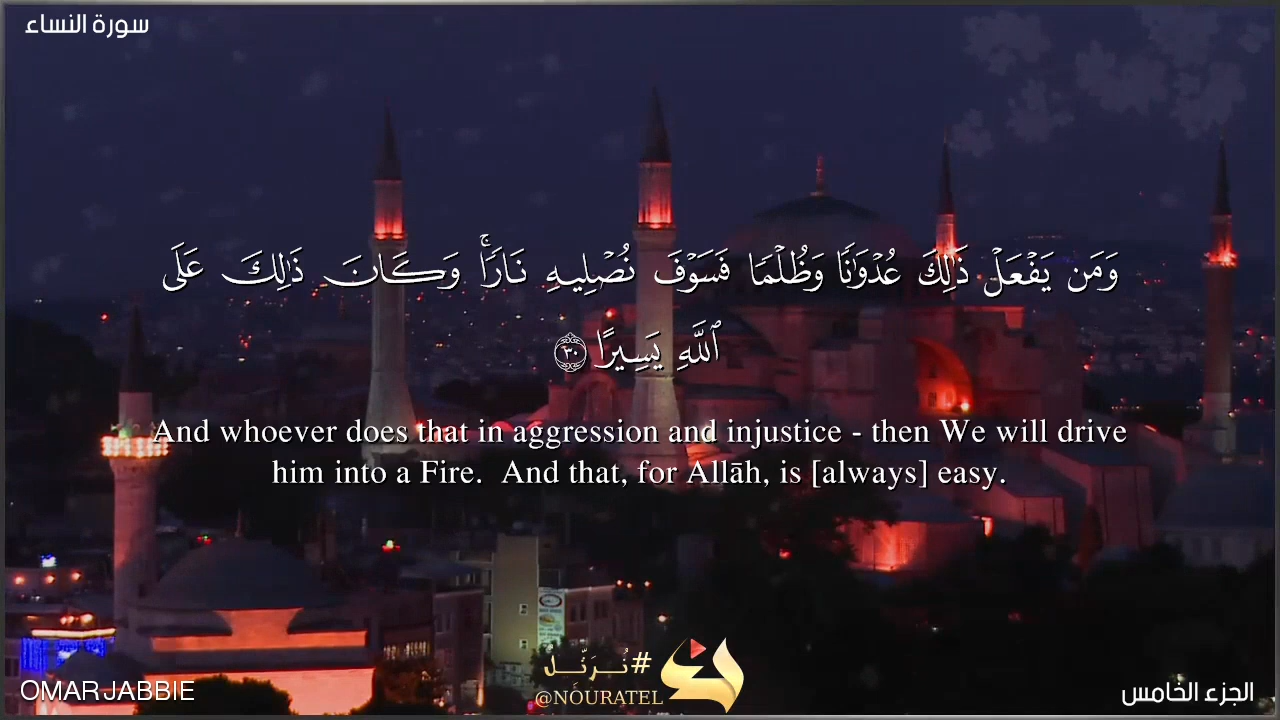 سورة النساء
وَمَن يَفْعَلْ ذَٰلِكَ عُدْوَٰنًا وَظُلْمًا فَسَوْفَ نُصْلِيهِ نَارًا ۚ وَكَانَ ذَٰلِكَ عَلَى
ٱللَّهِ يَسِيرًا ٣٠
And whoever does that in aggression and injustice - then We will drive
him into a Fire.  And that, for Allāh, is [always] easy.
#نُرَتِّلُ
@NOURATEL
OMAR JABBIE
الجزء الخامس